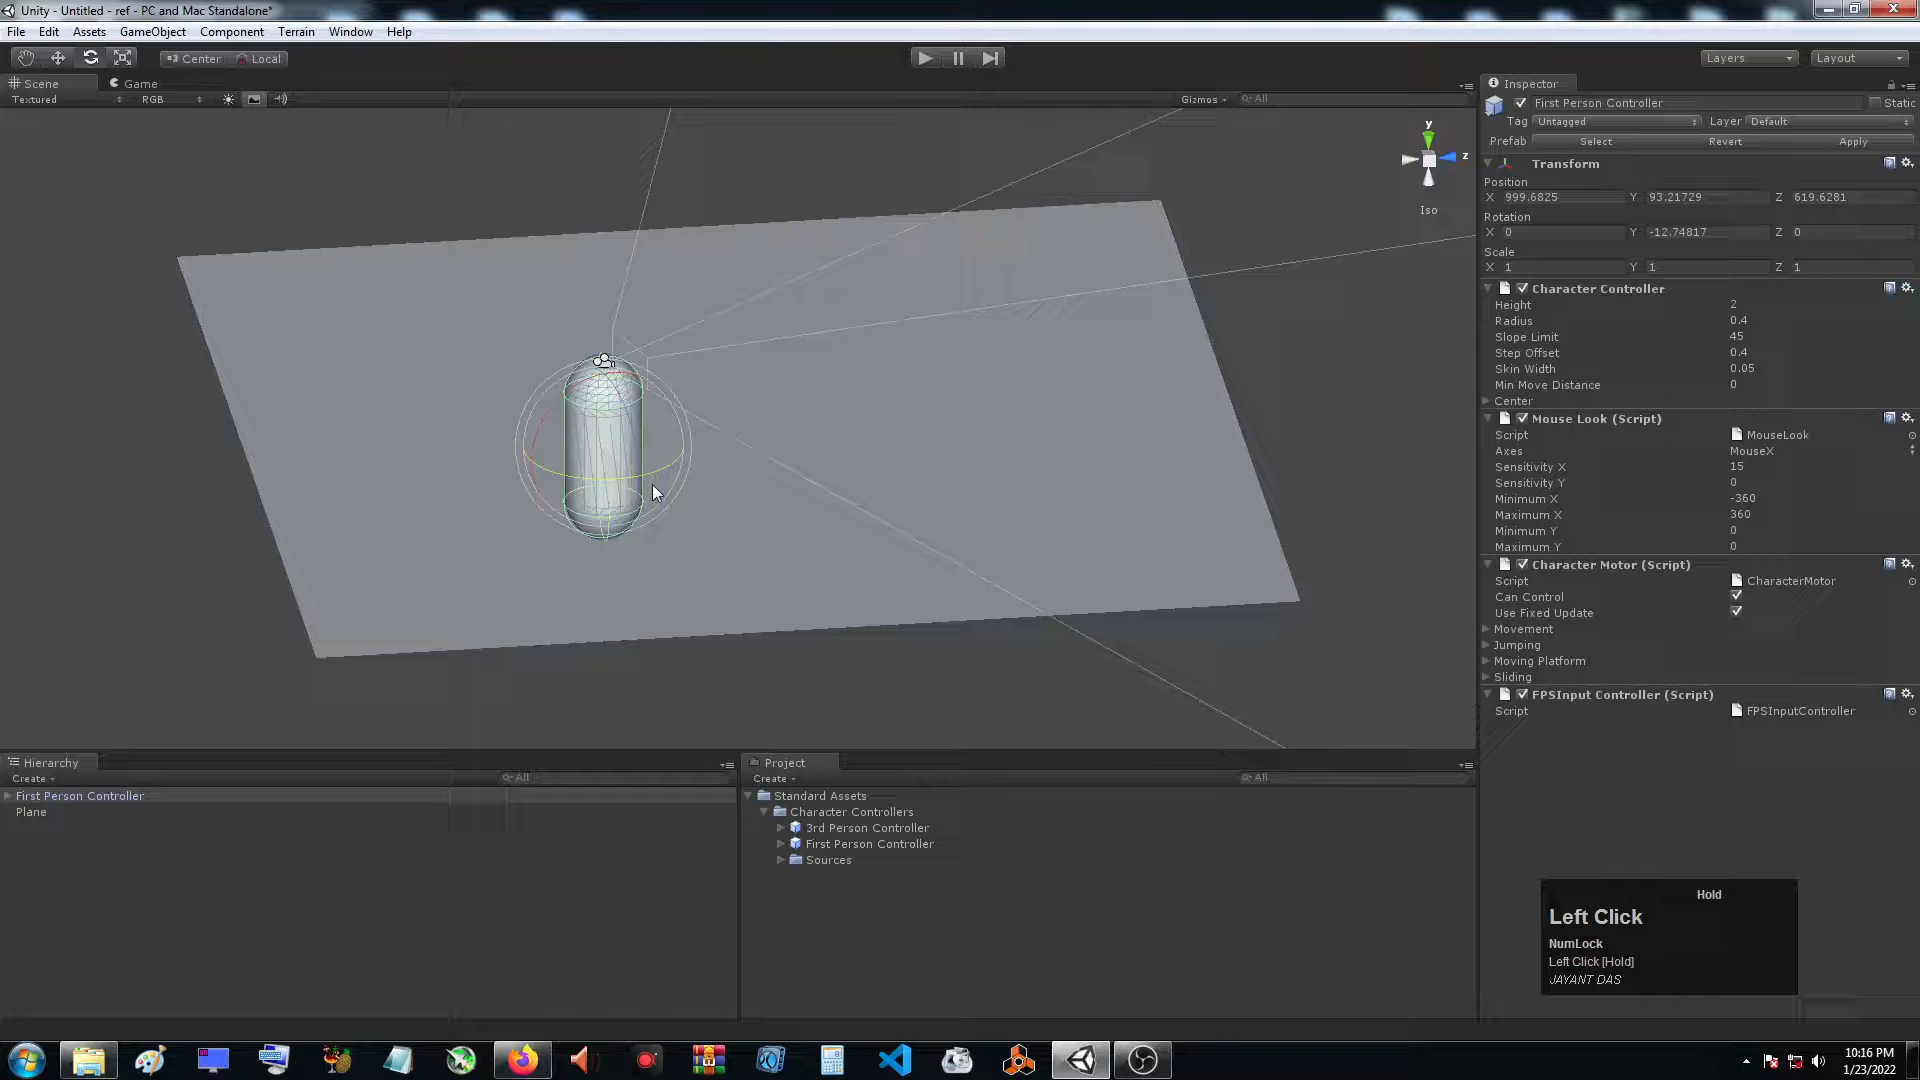 Unity - Untitled - ref - PC and Mac Standalone*
File Edit Assets GameObject Component Terrain Window Help
Center Local
Layers Layout
Scene Game
Textured RGB
Gizmos All
y
z
Iso
Inspector
First Person Controller Static
Tag Untagged Layer Default
Prefab Select Revert Apply
Transform
Position
X 999.6825 Y 93.21729 Z 619.6281
Rotation
X 0 Y -12.74817 Z 0
Scale
X 1 Y 1 Z 1
Character Controller
Height 2
Radius 0.4
Slope Limit 45
Step Offset 0.4
Skin Width 0.05
Min Move Distance 0
Center
Mouse Look (Script)
Script MouseLook
Axes MouseX
Sensitivity X 15
Sensitivity Y 0
Minimum X -360
Maximum X 360
Minimum Y 0
Maximum Y 0
Character Motor (Script)
Script CharacterMotor
Can Control
Use Fixed Update
Movement
Jumping
Moving Platform
Sliding
FPSInput Controller (Script)
Script FPSInputController
Hierarchy
Create All
First Person Controller
Plane
Project
Create All
Standard Assets
Character Controllers
3rd Person Controller
First Person Controller
Sources
Hold
Left Click
NumLock
Left Click [Hold]
JAYANT DAS
10:16 PM
1/23/2022